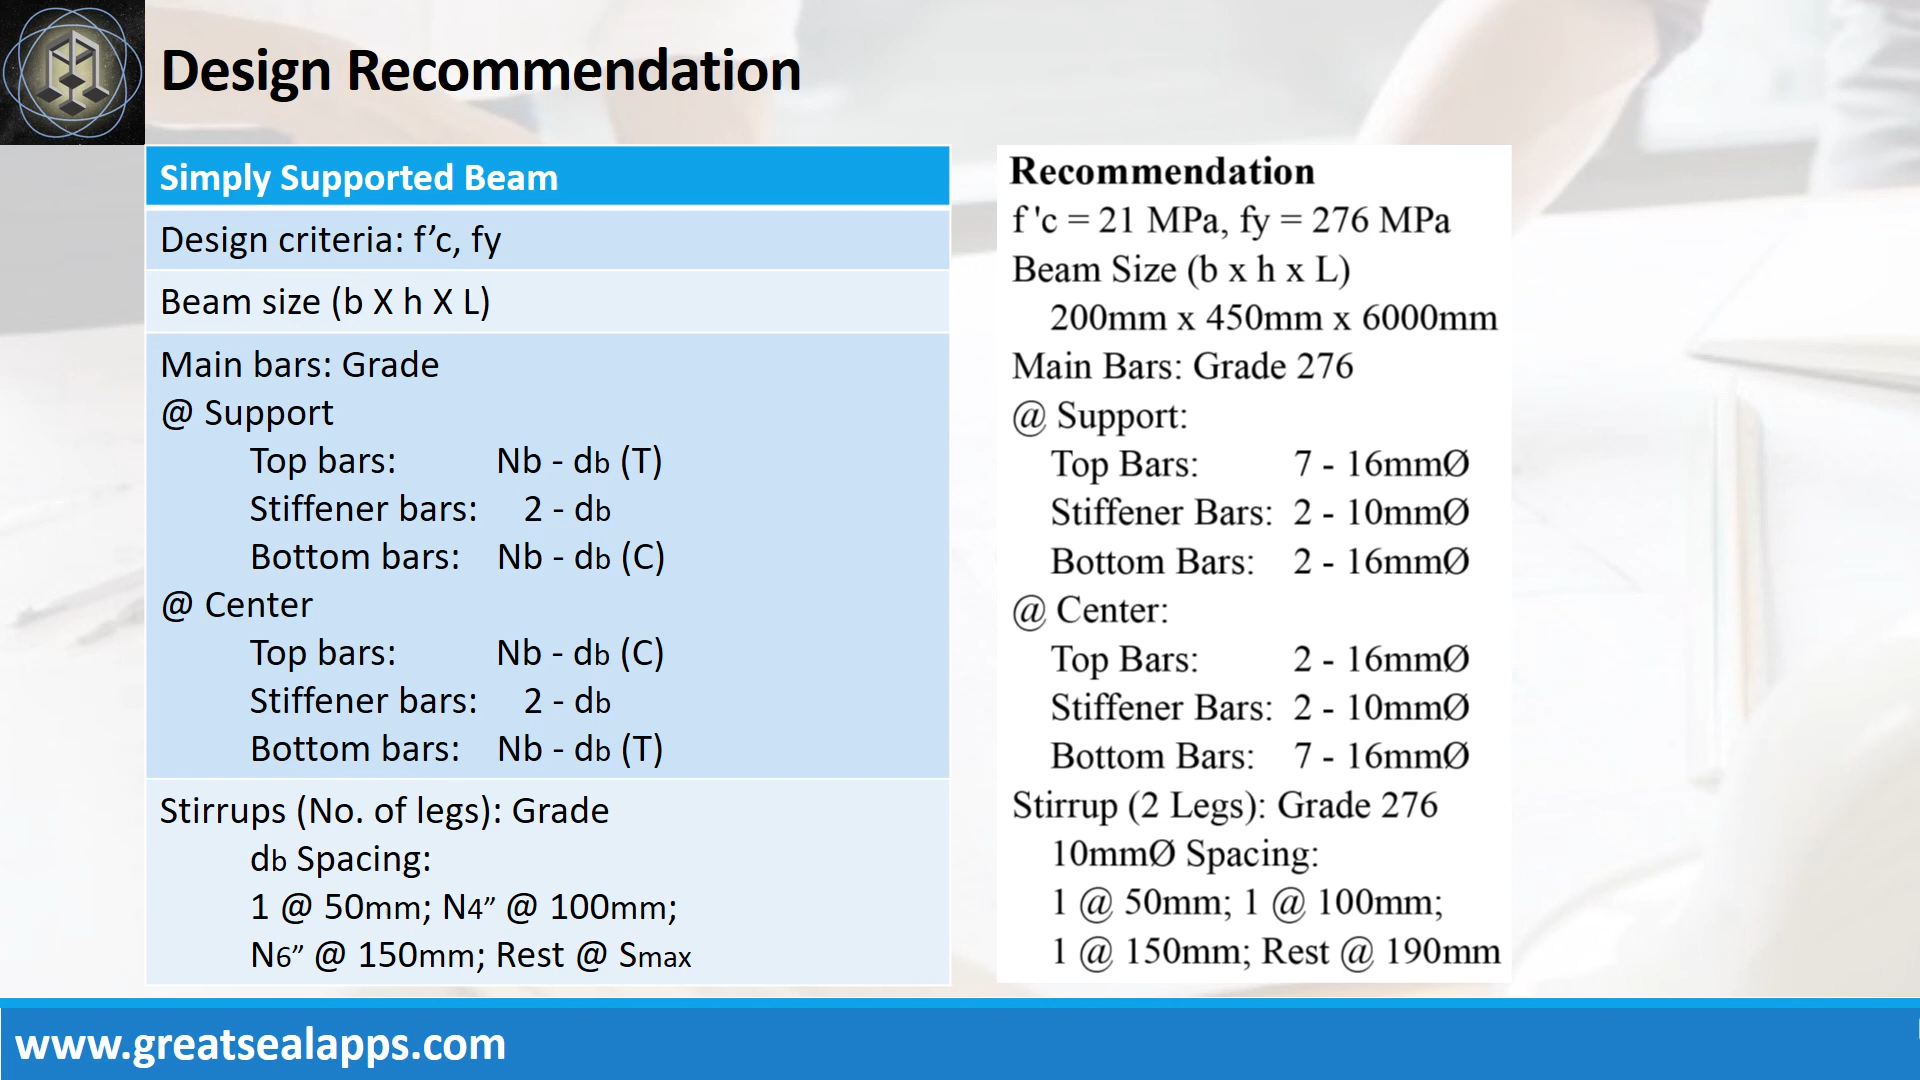 Design Recommendation
Simply Supported Beam
Design criteria: f’c, fy
Beam size (b X h X L)
Main bars: Grade
@ Support
Top bars: Nb - db (T)
Stiffener bars: 2 - db
Bottom bars: Nb - db (C)
@ Center
Top bars: Nb - db (C)
Stiffener bars: 2 - db
Bottom bars: Nb - db (T)
Stirrups (No. of legs): Grade
db Spacing:
1 @ 50mm; N4” @ 100mm;
N6” @ 150mm; Rest @ Smax
Recommendation
f 'c = 21 MPa, fy = 276 MPa
Beam Size (b x h x L)
200mm x 450mm x 6000mm
Main Bars: Grade 276
@ Support:
Top Bars: 7 - 16mmØ
Stiffener Bars: 2 - 10mmØ
Bottom Bars: 2 - 16mmØ
@ Center:
Top Bars: 2 - 16mmØ
Stiffener Bars: 2 - 10mmØ
Bottom Bars: 7 - 16mmØ
Stirrup (2 Legs): Grade 276
10mmØ Spacing:
1 @ 50mm; 1 @ 100mm;
1 @ 150mm; Rest @ 190mm
www.greatsealapps.com